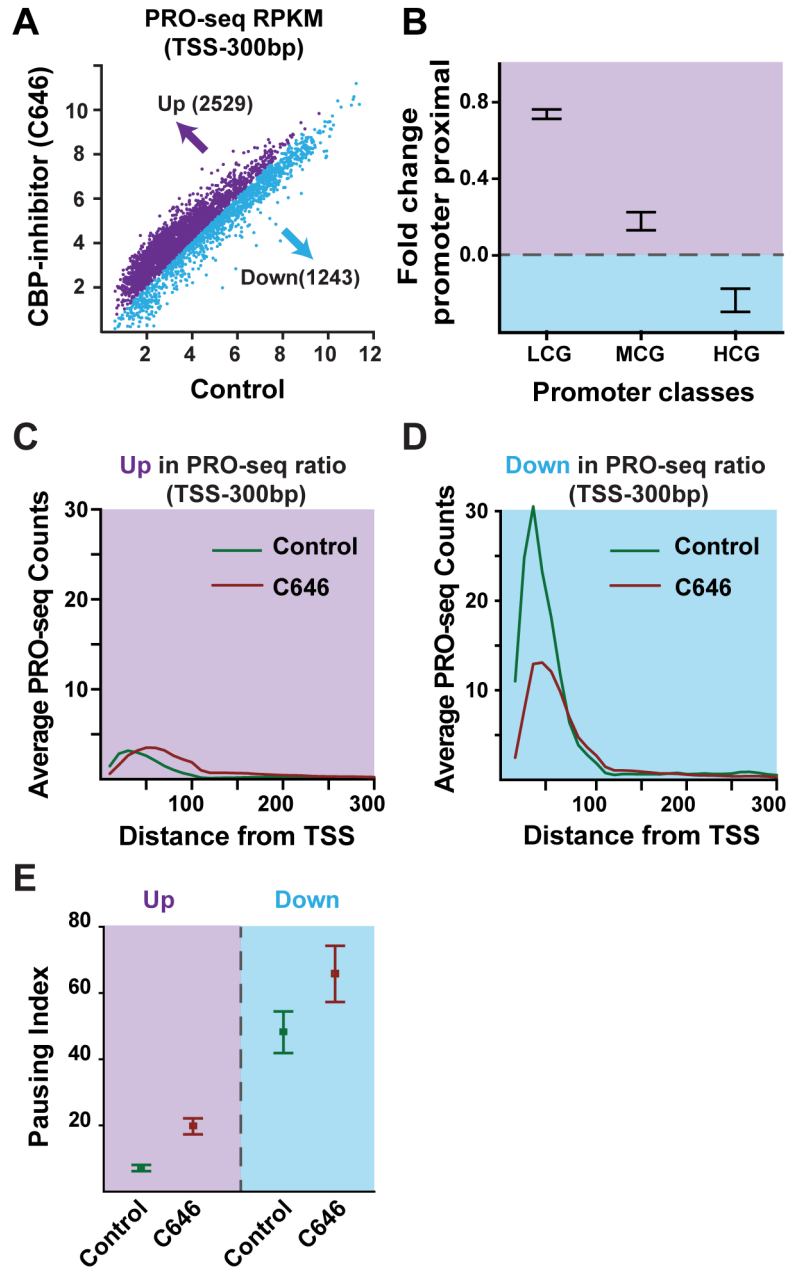 A
PRO-seq RPKM
(TSS-300bp)
CBP-inhibitor (C646)
10
8
6
4
2
Up (2529)
Down(1243)
2 4 6 8 10 12
Control
B
Fold change
promoter proximal
0.8
0.4
0.0
LCG MCG HCG
Promoter classes
C
Up in PRO-seq ratio
(TSS-300bp)
Average PRO-seq Counts
30
20
10
Control
C646
100 200 300
Distance from TSS
D
Down in PRO-seq ratio
(TSS-300bp)
Average PRO-seq Counts
30
20
10
Control
C646
100 200 300
Distance from TSS
E
Up Down
Pausing Index
80
60
40
20
Control C646 Control C646